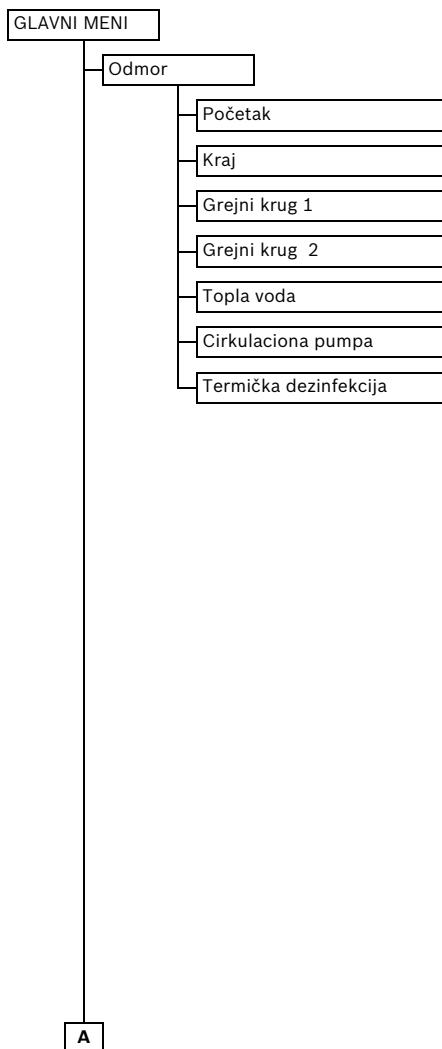 GLAVNI MENI
Odmor
Početak
Kraj
Grejni krug 1
Grejni krug  2
Topla voda
Cirkulaciona pumpa
Termička dezinfekcija
A